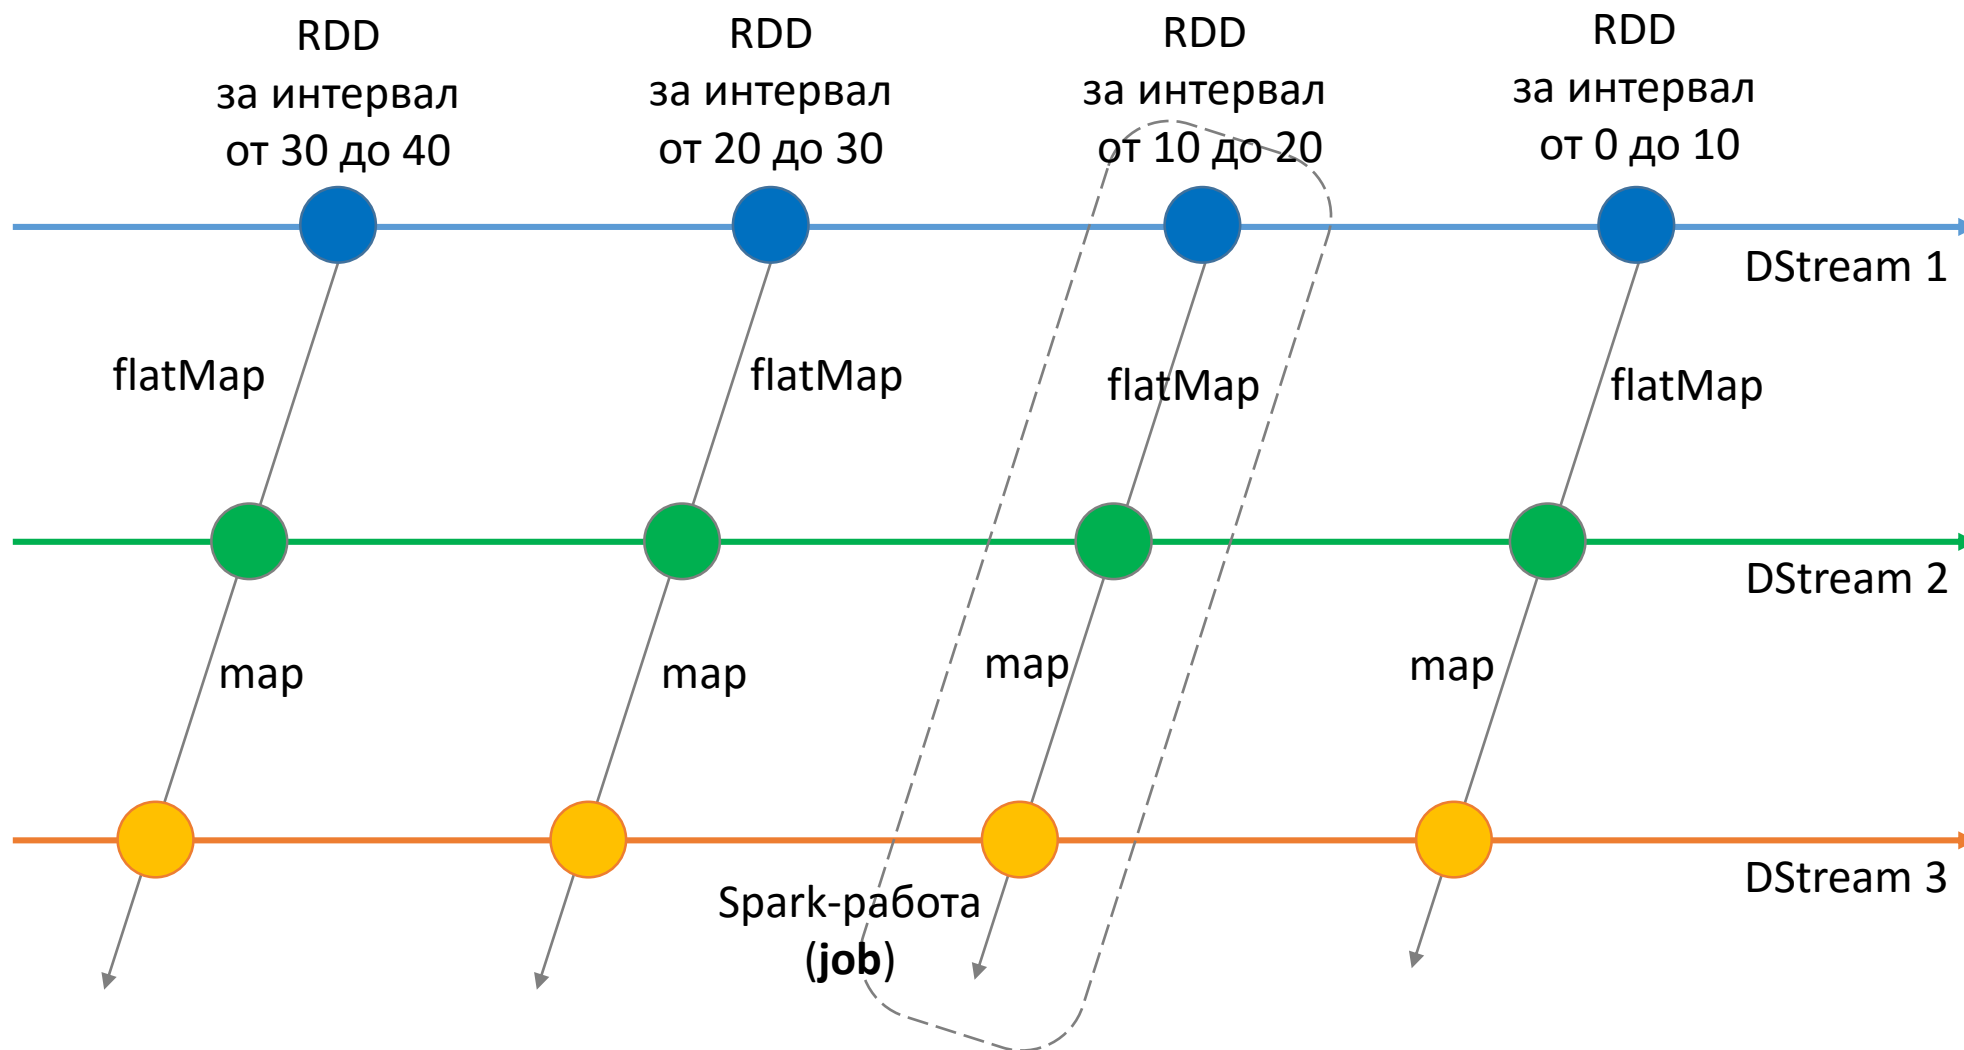 RDD
за интервал
от 30 до 40
RDD
за интервал
от 20 до 30
RDD
за интервал
от 10 до 20
RDD
за интервал
от 0 до 10
DStream 1
flatMap
flatMap
flatMap
flatMap
DStream 2
map
map
map
map
DStream 3
Spark-работа
(job)